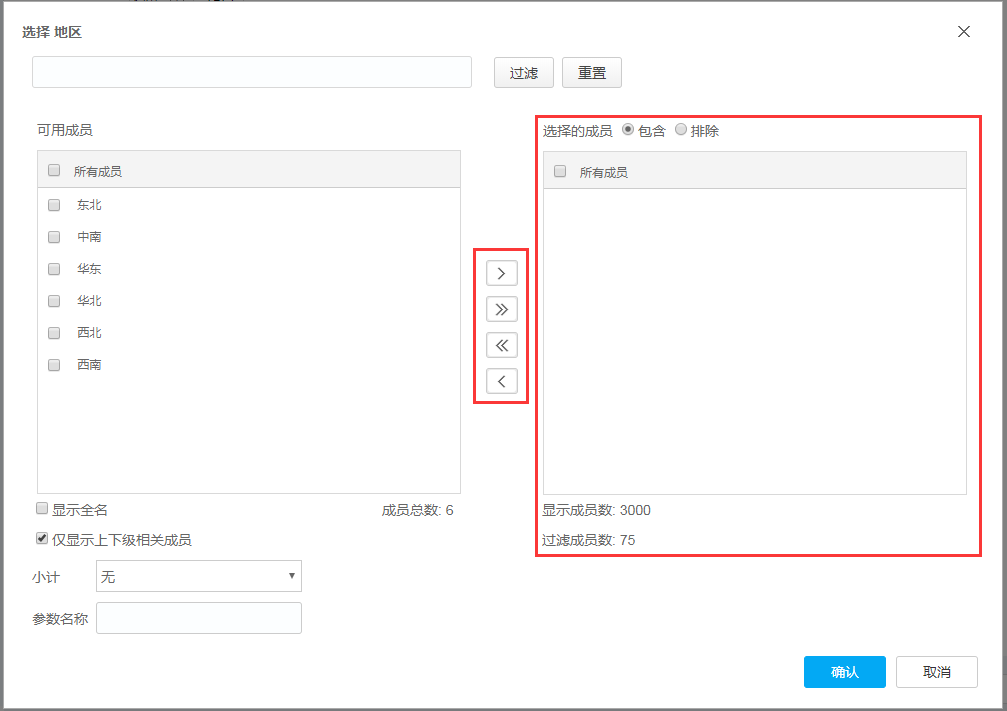 选择 地区
过滤 重置
可用成员
所有成员
东北
中南
华东
华北
西北
西南
显示全名 成员总数: 6
仅显示上下级相关成员
小计 无
参数名称
选择的成员 包含 排除
所有成员
显示成员数: 3000
过滤成员数: 75
确认 取消